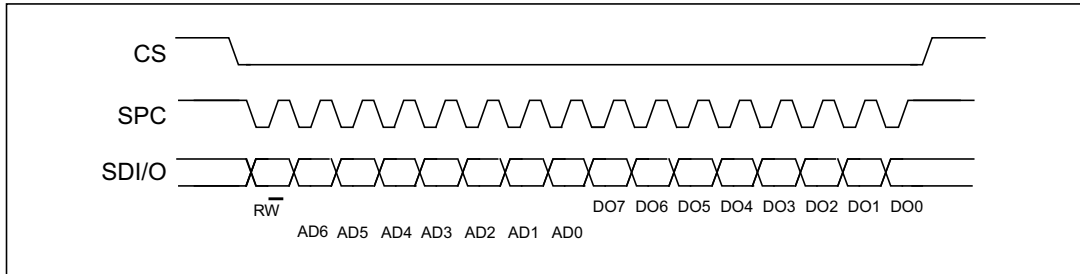 CS
SPC
SDI/O
RW̅
DO7 DO6 DO5 DO4 DO3 DO2 DO1 DO0
AD6 AD5 AD4 AD3 AD2 AD1 AD0